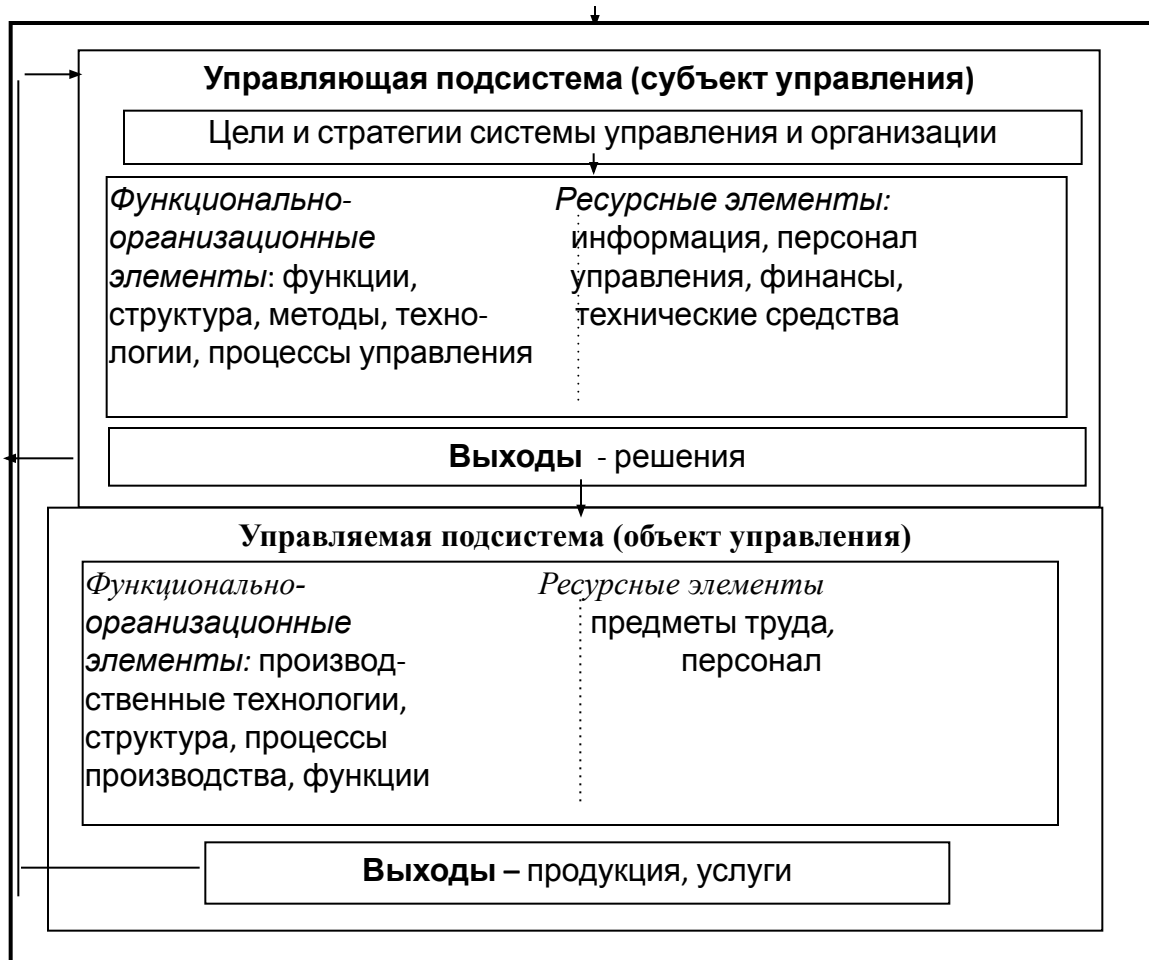 Управляющая подсистема (субъект управления)
Цели и стратегии системы управления и организации
Функционально-
организационные
элементы: функции,
структура, методы, техно-
логии, процессы управления
Ресурсные элементы:
информация, персонал
управления, финансы,
технические средства
Выходы - решения
Управляемая подсистема (объект управления)
Функционально-
организационные
элементы: производ-
ственные технологии,
структура, процессы
производства, функции
Ресурсные элементы
предметы труда,
персонал
Выходы – продукция, услуги